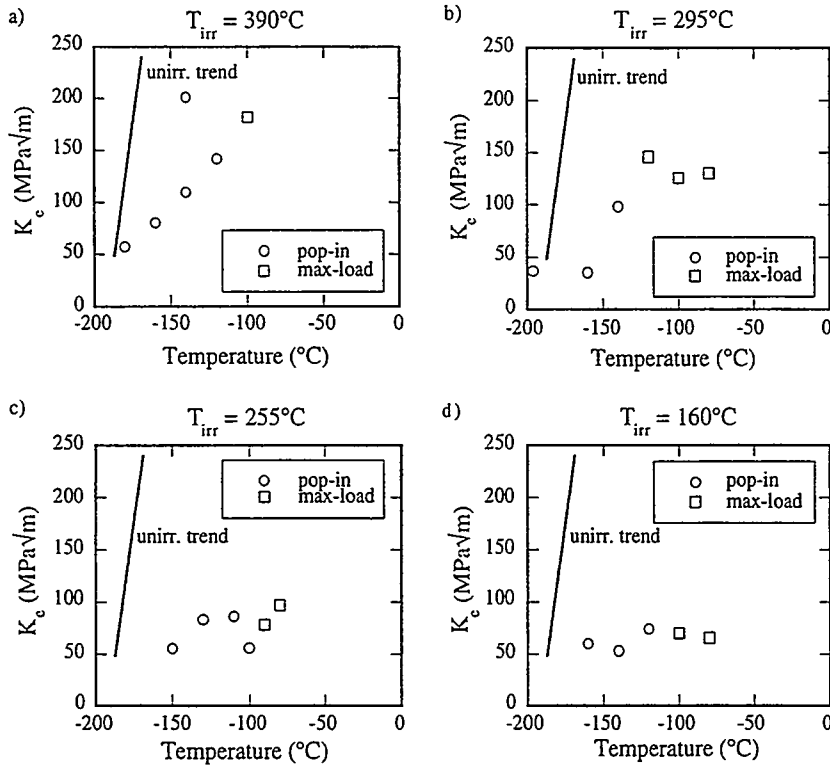 a)
T_irr = 390°C
250
200
150
100
50
0
K_c (MPa√m)
unirr. trend
pop-in
max-load
-200 -150 -100 -50 0
Temperature (°C)
b)
T_irr = 295°C
250
200
150
100
50
0
K_c (MPa√m)
unirr. trend
pop-in
max-load
-200 -150 -100 -50 0
Temperature (°C)
c)
T_irr = 255°C
250
200
150
100
50
0
K_c (MPa√m)
pop-in
max-load
unirr. trend
-200 -150 -100 -50 0
Temperature (°C)
d)
T_irr = 160°C
250
200
150
100
50
0
K_c (MPa√m)
pop-in
max-load
unirr. trend
-200 -150 -100 -50 0
Temperature (°C)